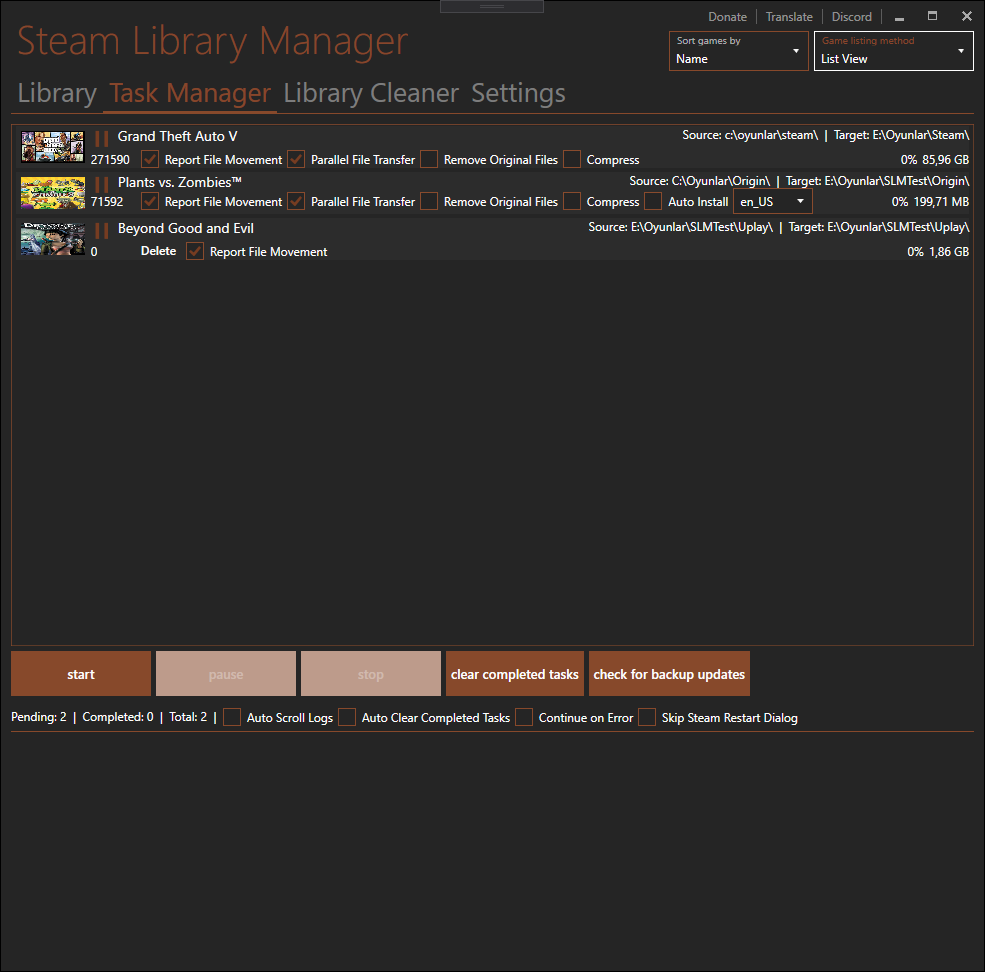 Donate | Translate | Discord
Steam Library Manager
Sort games by
Name
Game listing method
List View
Library Task Manager Library Cleaner Settings
Grand Theft Auto V
Source: c:\oyunlar\steam\ | Target: E:\Oyunlar\Steam\
271590 Report File Movement Parallel File Transfer Remove Original Files Compress 0% 85,96 GB
Plants vs. Zombies™
Source: C:\Oyunlar\Origin\ | Target: E:\Oyunlar\SLMTest\Origin\
71592 Report File Movement Parallel File Transfer Remove Original Files Compress Auto Install en_US 0% 199,71 MB
Beyond Good and Evil
Source: E:\Oyunlar\SLMTest\Uplay\ | Target: E:\Oyunlar\SLMTest\Uplay\
0 Delete Report File Movement 0% 1,86 GB
start pause stop clear completed tasks check for backup updates
Pending: 2 | Completed: 0 | Total: 2 | Auto Scroll Logs Auto Clear Completed Tasks Continue on Error Skip Steam Restart Dialog